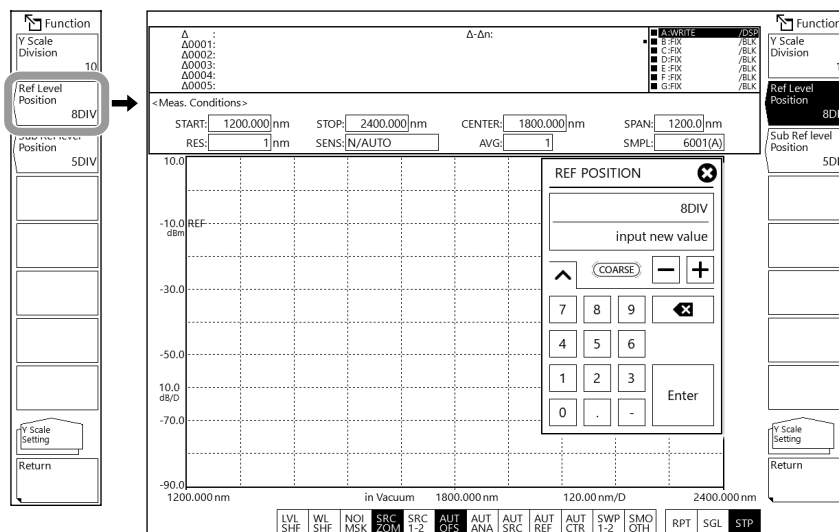 Function
Y Scale
Division
10
Ref Level
Position
8DIV
Position
5DIV
Y Scale
Setting
Return
Δ :
Δ0001:
Δ0002:
Δ0003:
Δ0004:
Δ0005:
Δ-Δn:
A:WRITE /DSP
B:FIX /BLK
C:FIX /BLK
D:FIX /BLK
E:FIX /BLK
F:FIX /BLK
G:FIX /BLK
<Meas. Conditions>
START: 1200.000 nm STOP: 2400.000 nm CENTER: 1800.000 nm SPAN: 1200.0 nm
RES: 1 nm SENS: N/AUTO AVG: 1 SMPL: 6001(A)
10.0
-10.0 REF
dBm
-30.0
-50.0
10.0
dB/D
-70.0
-90.0
1200.000 nm in Vacuum 1800.000 nm 120.00 nm/D 2400.000 nm
REF POSITION
8DIV
input new value
COARSE
7 8 9
4 5 6
1 2 3
Enter
0 . -
LVL SHF
WL SHF
NOI MSK
SRC ZOM
SRC 1-2
AUT OFS
AUT ANA
AUT SRC
AUT REF
AUT CTR
SWP 1-2
SMO OTH
RPT SGL STP
Function
Y Scale
Division
Ref Level
Position
Sub Ref level
Position
Y Scale
Setting
Return